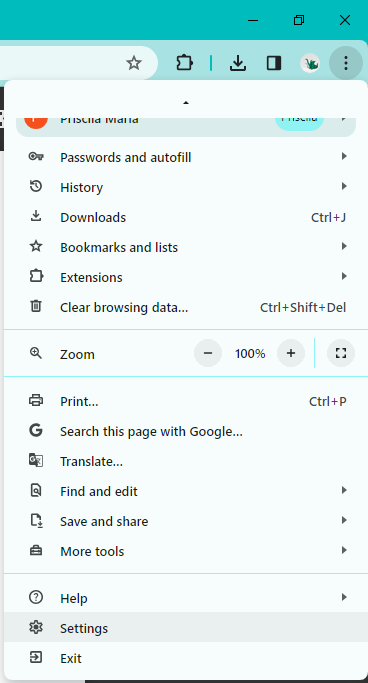 Priscila Maria Priscila
Passwords and autofill
History
Downloads Ctrl+J
Bookmarks and lists
Extensions
Clear browsing data... Ctrl+Shift+Del
Zoom 100%
Print... Ctrl+P
Search this page with Google...
Translate...
Find and edit
Save and share
More tools
Help
Settings
Exit